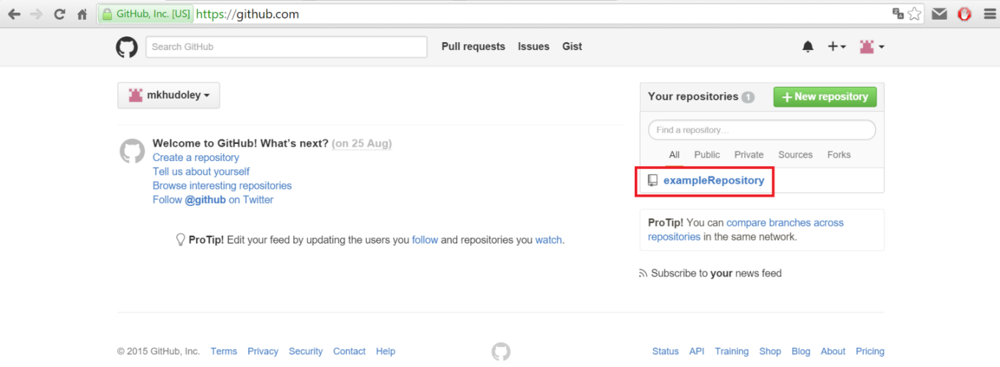 GitHub, Inc. [US] https://github.com
Search GitHub Pull requests Issues Gist
mkhudoley
Welcome to GitHub! What's next? (on 25 Aug)
Create a repository
Tell us about yourself
Browse interesting repositories
Follow @github on Twitter
ProTip! Edit your feed by updating the users you follow and repositories you watch.
Your repositories 1 + New repository
Find a repository...
All Public Private Sources Forks
exampleRepository
ProTip! You can compare branches across
repositories in the same network.
Subscribe to your news feed
© 2015 GitHub, Inc. Terms Privacy Security Contact Help Status API Training Shop Blog About Pricing